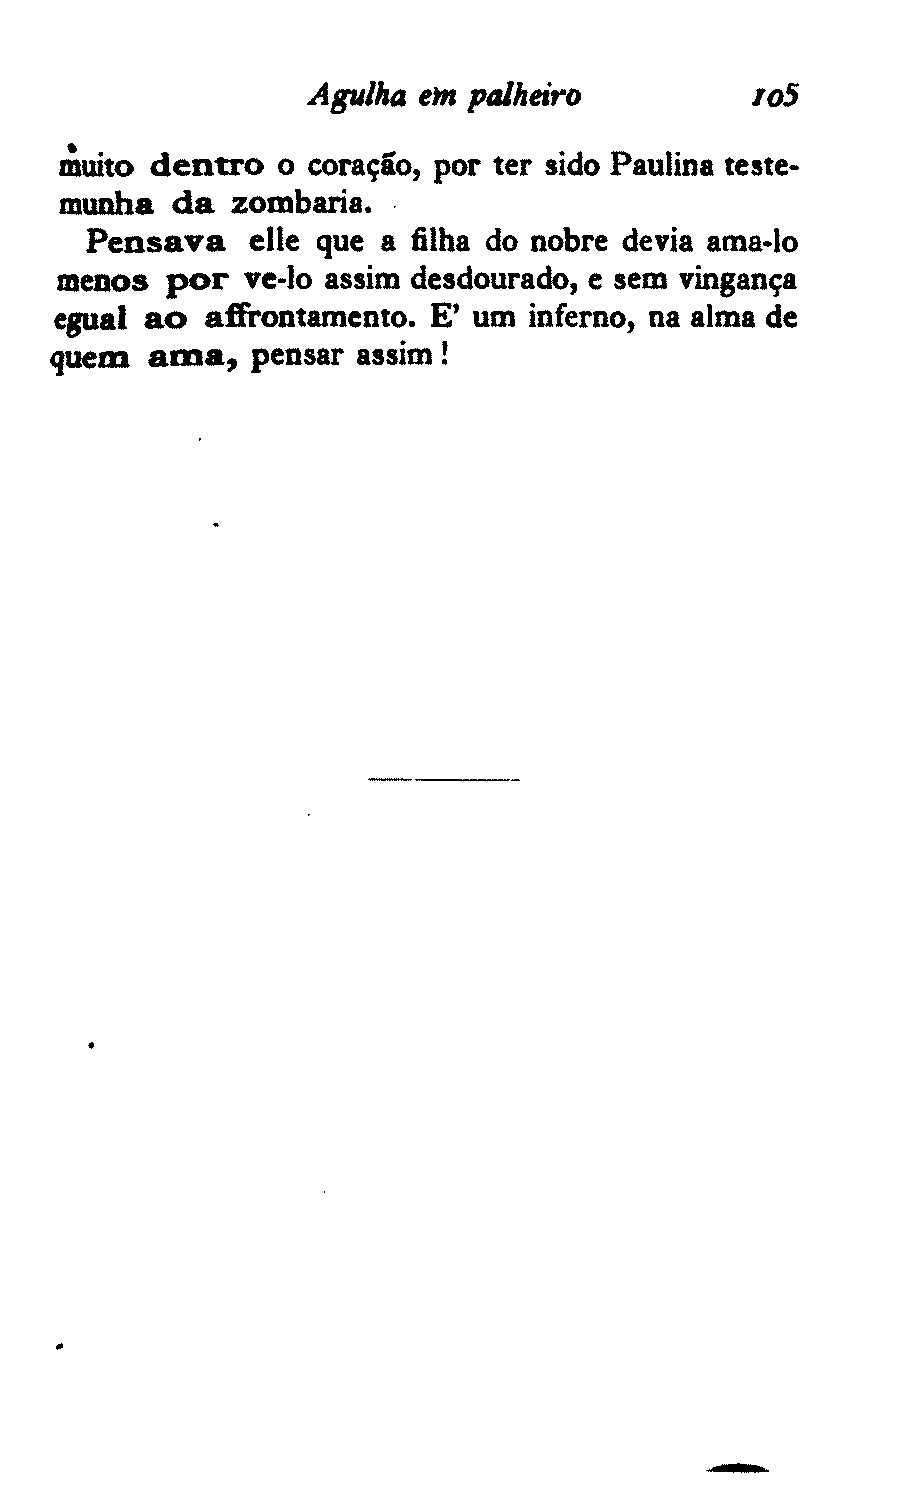 Agulha em palheiro 105
muito dentro o coração, por ter sido Paulina teste-
munha da zombaria.
Pensava elle que a filha do nobre devia ama-lo
menos por ve-lo assim desdourado, e sem vingança
egual ao affrontamento. E' um inferno, na alma de
quem ama, pensar assim!